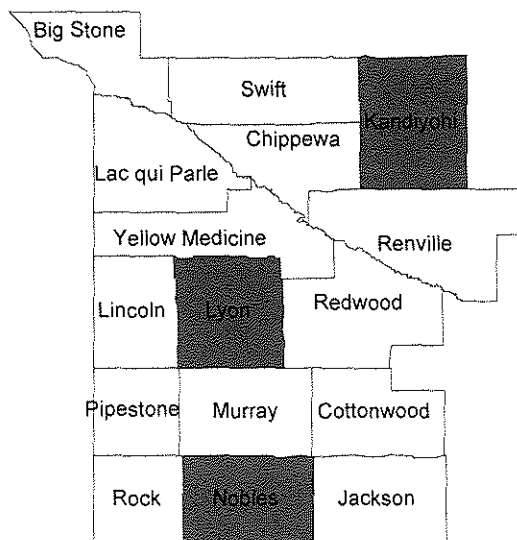 Big Stone
Swift
Kandiyohi
Chippewa
Lac qui Parle
Yellow Medicine
Renville
Lincoln
Lyon
Redwood
Pipestone
Murray
Cottonwood
Rock
Nobles
Jackson